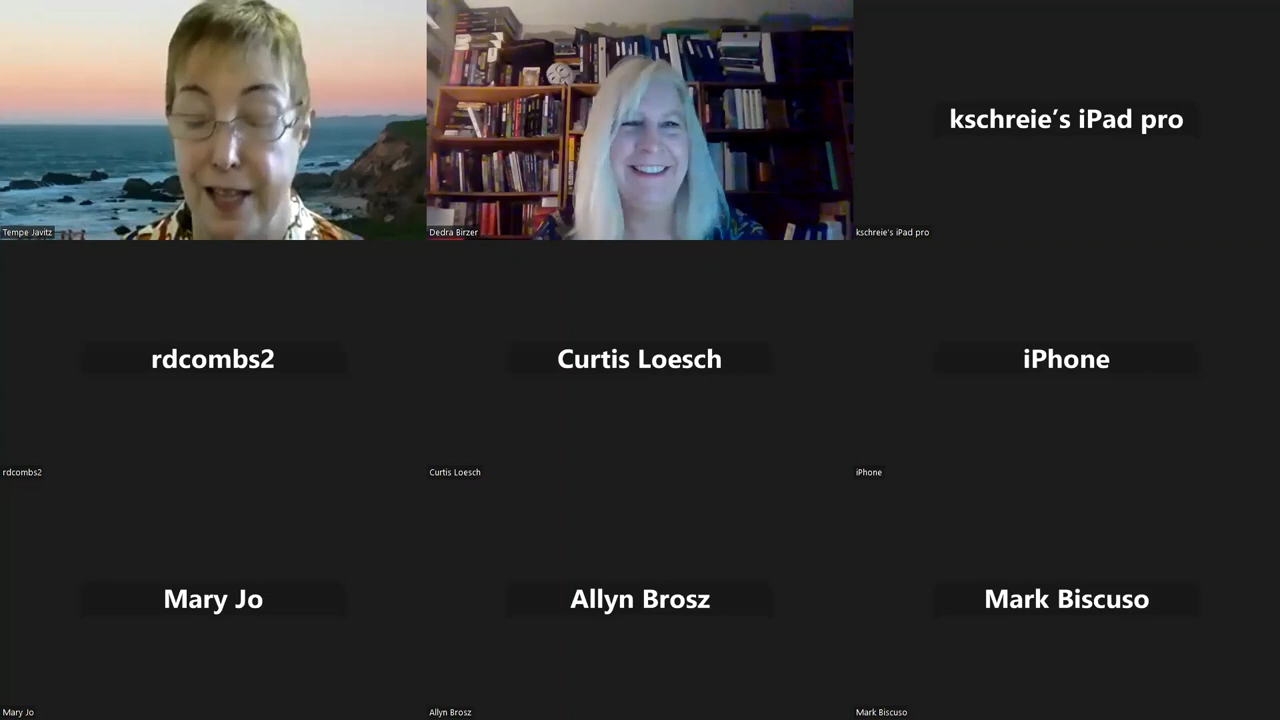 kschreie’s iPad pro
Tempe Javitz
Dedra Birzer
kschreie's iPad pro
rdcombs2
Curtis Loesch
iPhone
rdcombs2
Curtis Loesch
iPhone
Mary Jo
Allyn Brosz
Mark Biscuso
Mary Jo
Allyn Brosz
Mark Biscuso